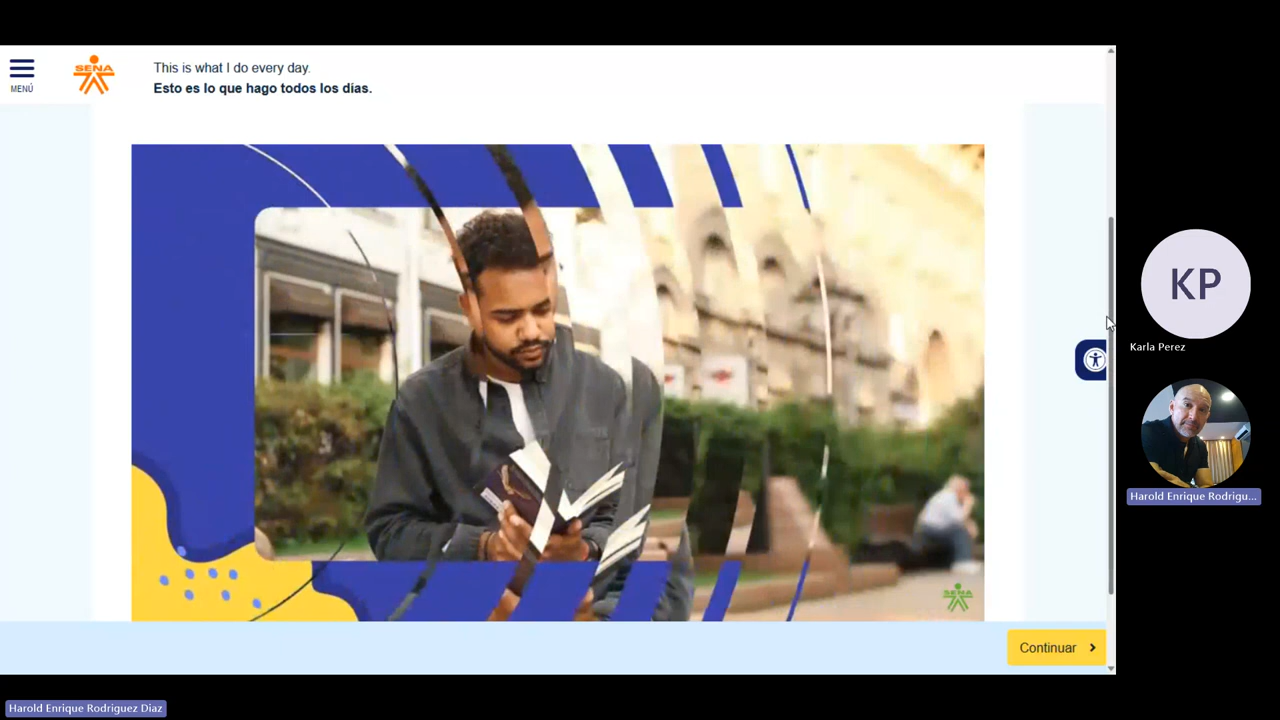 MENÚ
SENA
This is what I do every day.
Esto es lo que hago todos los días.
SENA
Continuar
KP
Karla Perez
Harold Enrique Rodrigu...
Harold Enrique Rodriguez Diaz